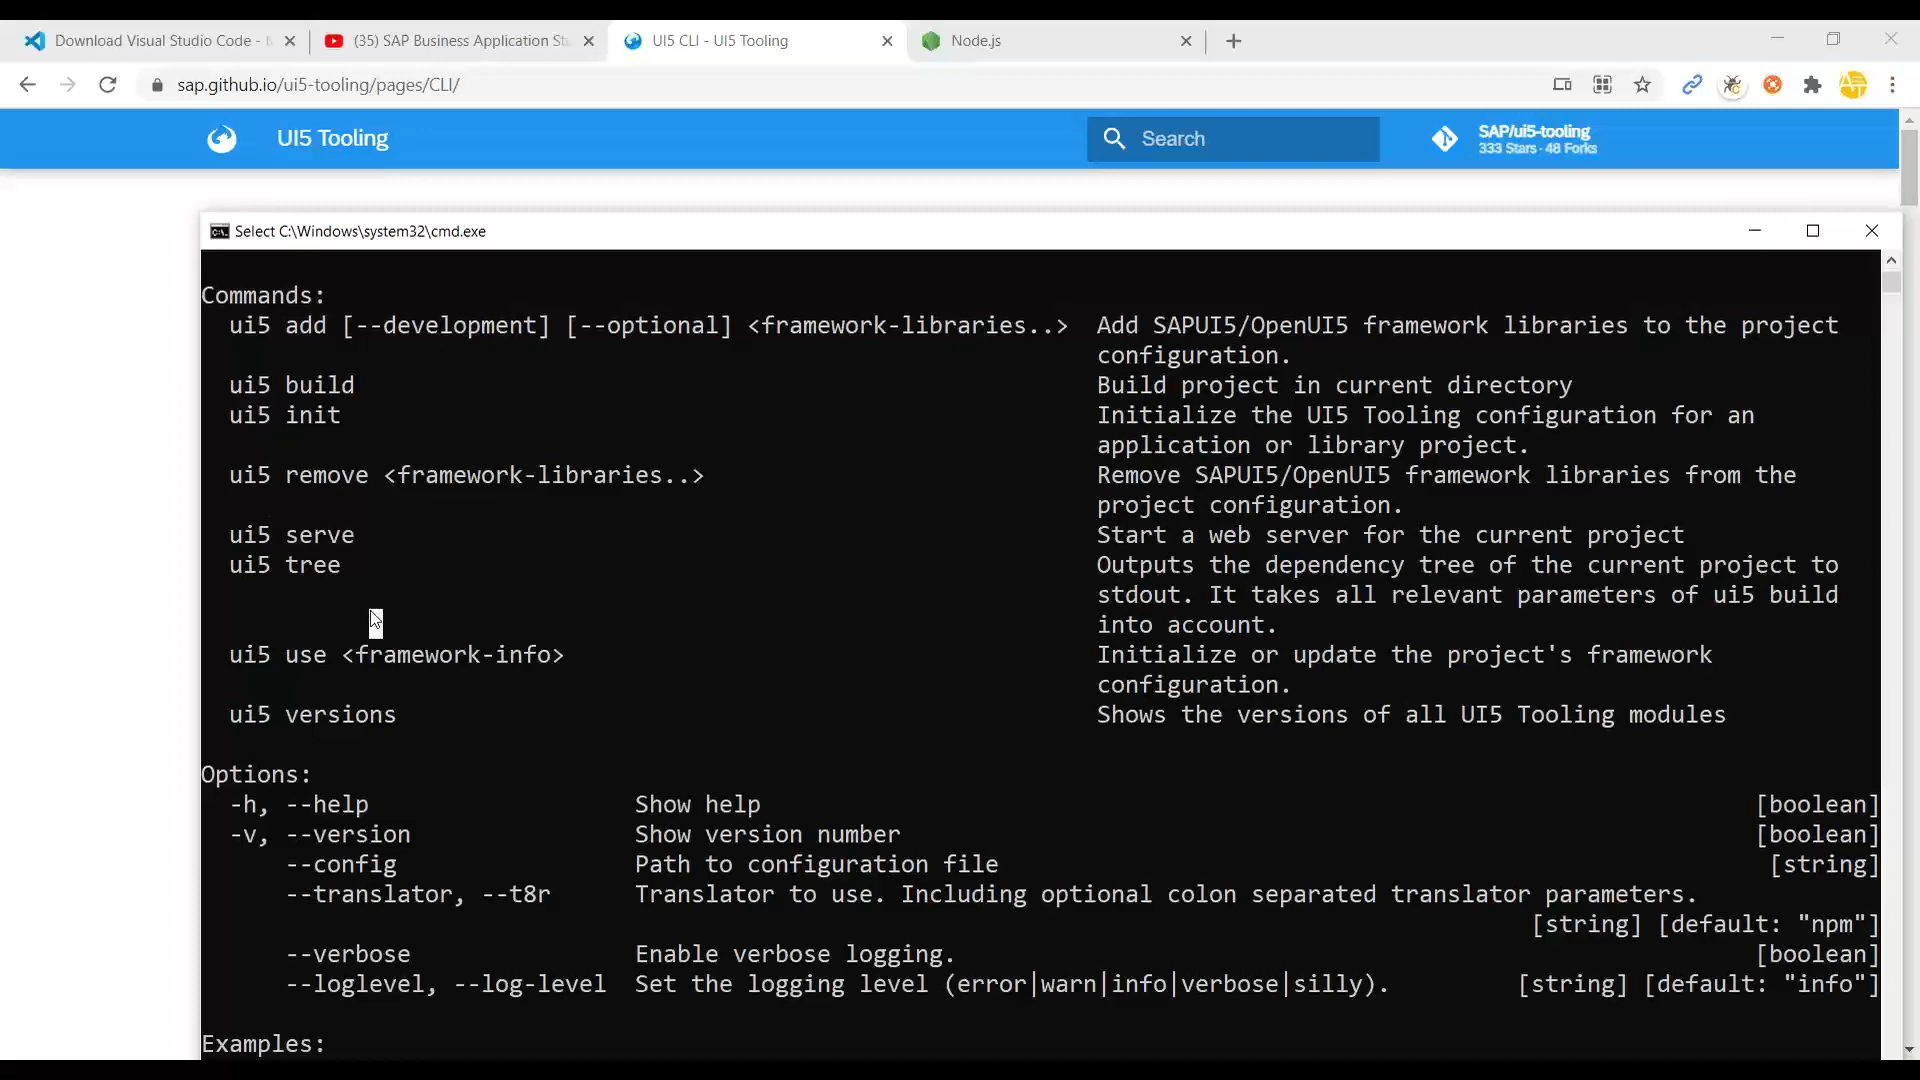 Download Visual Studio Code -
(35) SAP Business Application St
UI5 CLI - UI5 Tooling
Node.js
sap.github.io/ui5-tooling/pages/CLI/
UI5 Tooling
Search
SAP/ui5-tooling
333 Stars · 48 Forks
Select C:\Windows\system32\cmd.exe
Commands:
ui5 add [--development] [--optional] <framework-libraries..> Add SAPUI5/OpenUI5 framework libraries to the project
configuration.
ui5 build Build project in current directory
ui5 init Initialize the UI5 Tooling configuration for an
application or library project.
ui5 remove <framework-libraries..> Remove SAPUI5/OpenUI5 framework libraries from the
project configuration.
ui5 serve Start a web server for the current project
ui5 tree Outputs the dependency tree of the current project to
stdout. It takes all relevant parameters of ui5 build
into account.
ui5 use <framework-info> Initialize or update the project's framework
configuration.
ui5 versions Shows the versions of all UI5 Tooling modules
Options:
-h, --help Show help [boolean]
-v, --version Show version number [boolean]
--config Path to configuration file [string]
--translator, --t8r Translator to use. Including optional colon separated translator parameters.
[string] [default: "npm"]
--verbose Enable verbose logging. [boolean]
--loglevel, --log-level Set the logging level (error|warn|info|verbose|silly). [string] [default: "info"]
Examples: